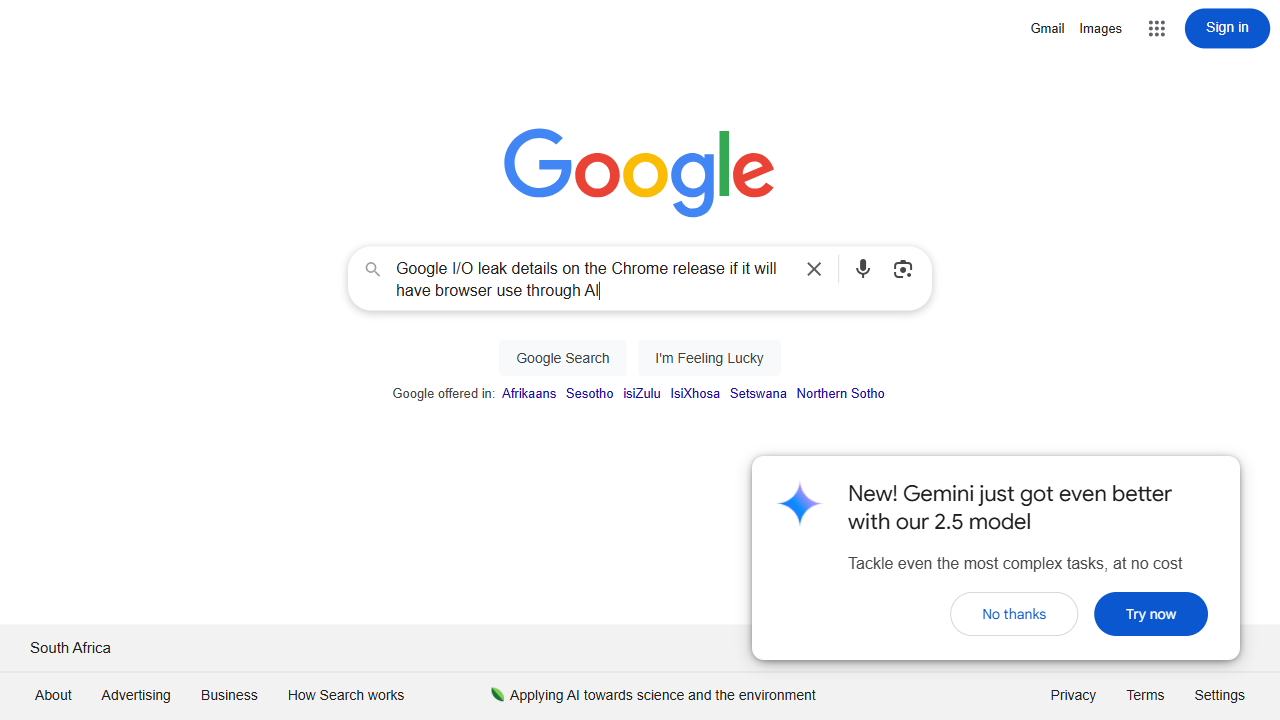 Gmail Images Sign in
Google
Google I/O leak details on the Chrome release if it will
have browser use through AI
Google Search I'm Feeling Lucky
Google offered in: Afrikaans Sesotho isiZulu IsiXhosa Setswana Northern Sotho
New! Gemini just got even better
with our 2.5 model
Tackle even the most complex tasks, at no cost
No thanks Try now
South Africa
About Advertising Business How Search works Applying AI towards science and the environment Privacy Terms Settings